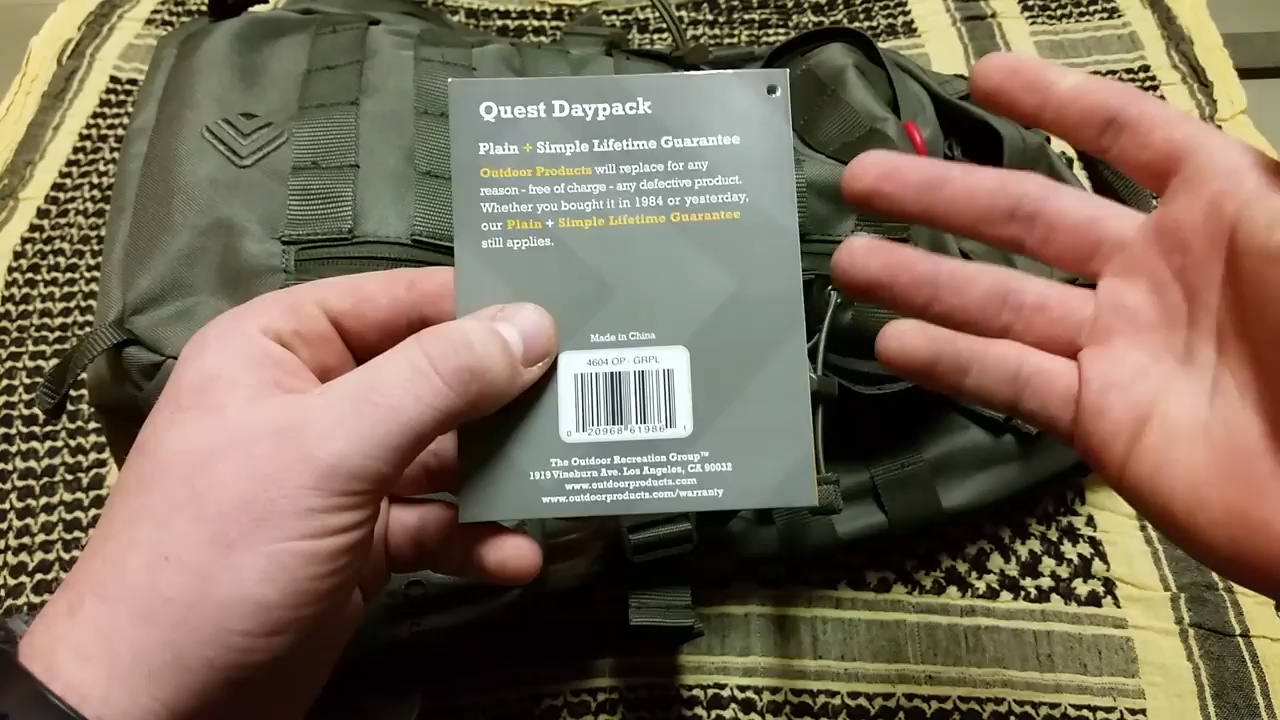 Quest Daypack
Plain + Simple Lifetime Guarantee
Outdoor Products will replace for any
reason - free of charge - any defective product.
Whether you bought it in 1984 or yesterday,
our Plain + Simple Lifetime Guarantee
still applies.
Made in China
4604 OP - GRPL
0 20968 61986 1
The Outdoor Recreation Group™
1919 Vineburn Ave. Los Angeles, CA 90032
www.outdoorproducts.com
www.outdoorproducts.com/warranty